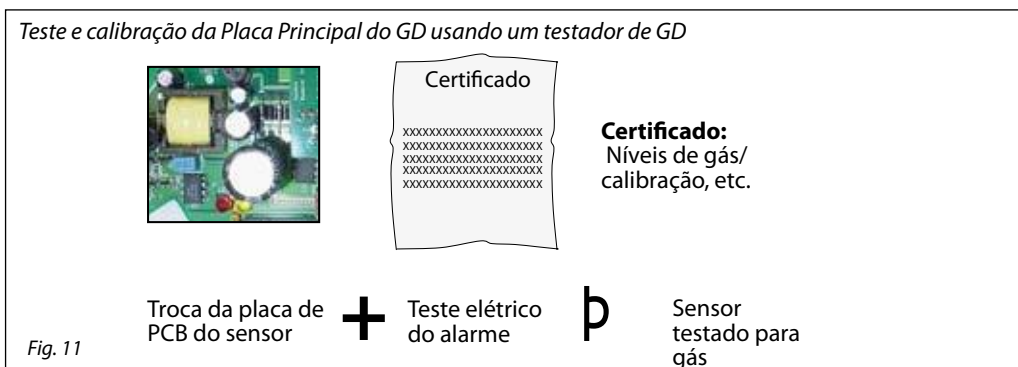 Teste e calibração da Placa Principal do GD usando um testador de GD
Certificado
xxxxxxxxxxxxxxxxxxxxx
xxxxxxxxxxxxxxxxxxxxx
xxxxxxxxxxxxxxxxxxxxx
xxxxxxxxxxxxxxxxxxxxx
xxxxxxxxxxxxxxxxxxxxx
Certificado:
Níveis de gás/
calibração, etc.
Troca da placa de
PCB do sensor
+
Teste elétrico
do alarme
þ
Sensor
testado para
gás
Fig. 11